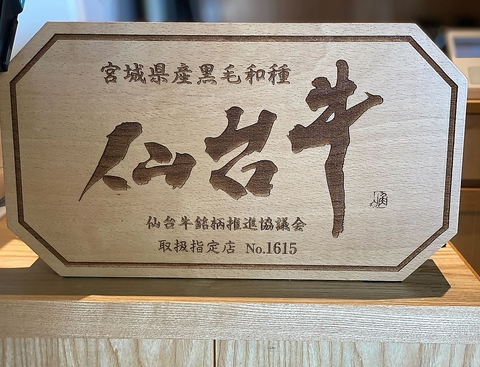 宮城県産黒毛和種
仙台牛
仙台牛銘柄推進協議会
取扱指定店 No.1615